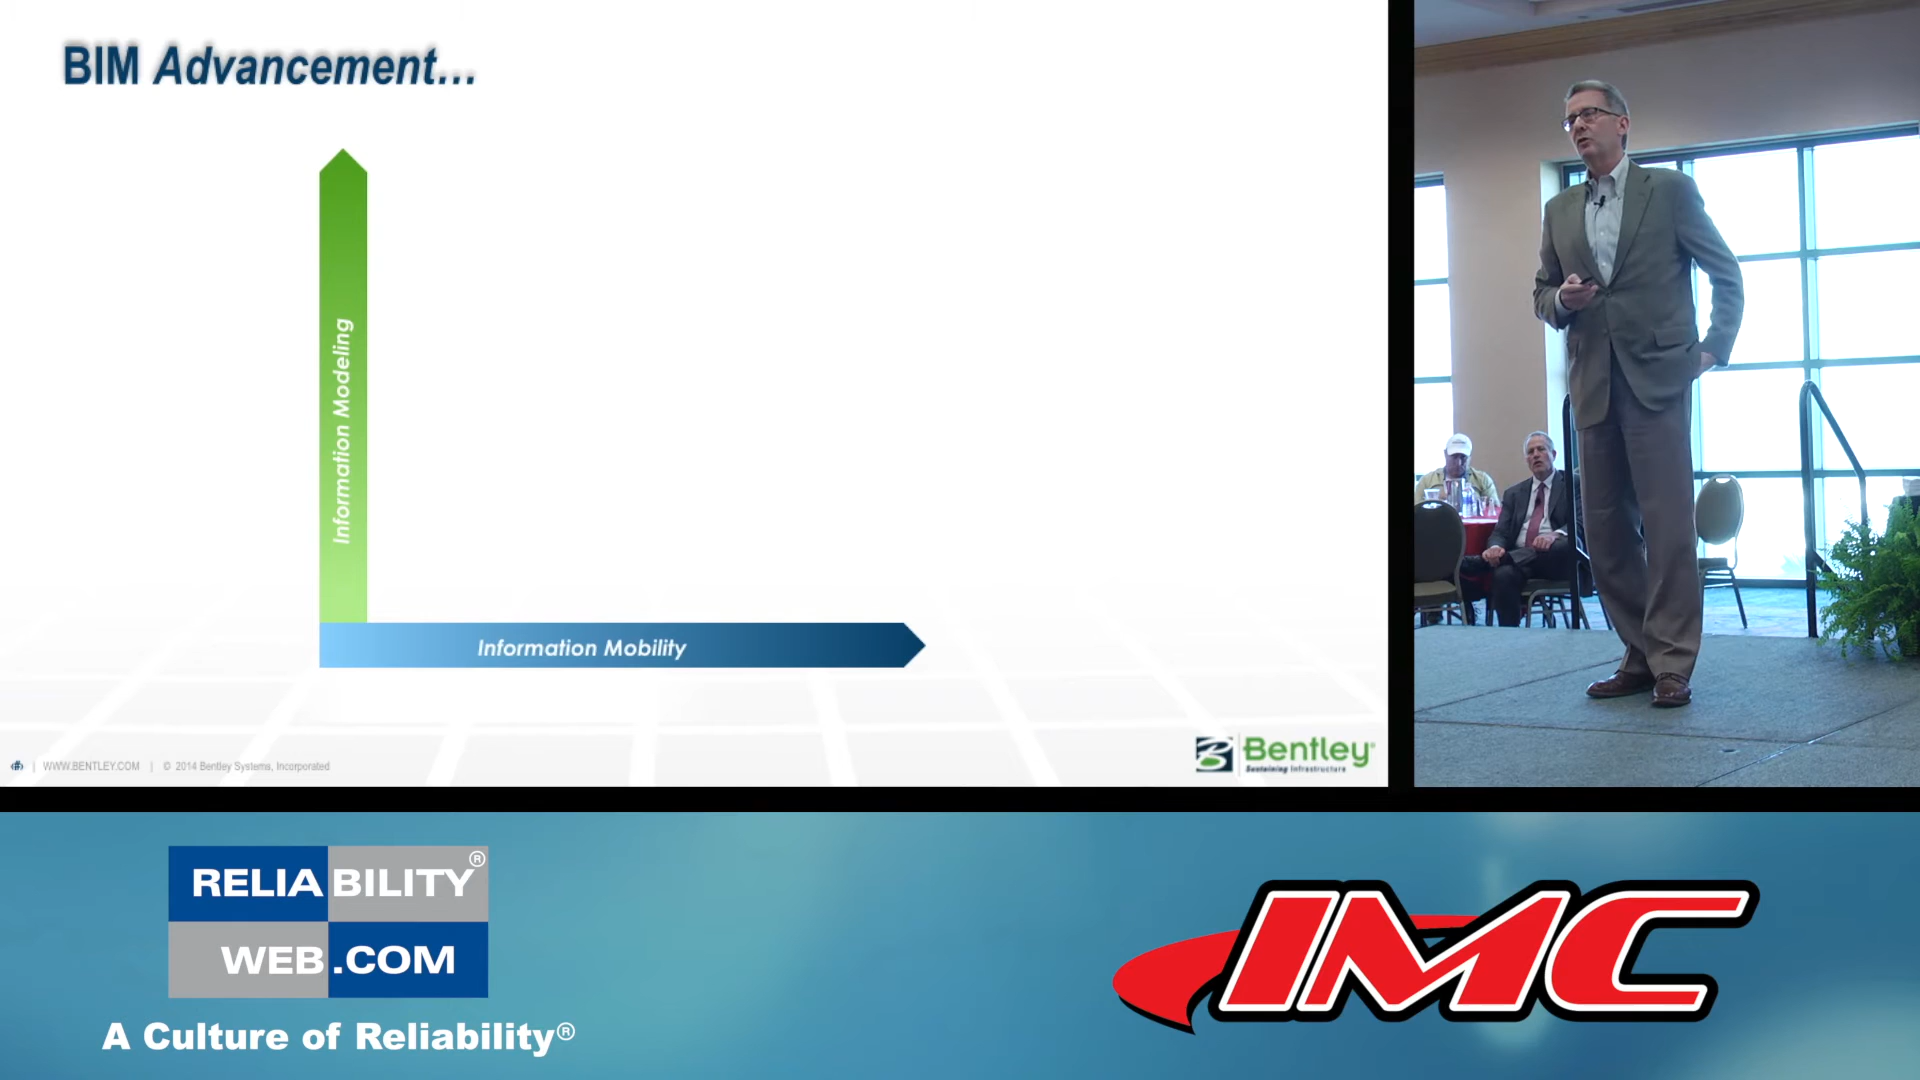 BIM Advancement...
Information Modeling
Information Mobility
WWW.BENTLEY.COM | © 2014 Bentley Systems, Incorporated
Bentley®
Sustaining Infrastructure
RELIABILITY®
WEB.COM
A Culture of Reliability®
IMC